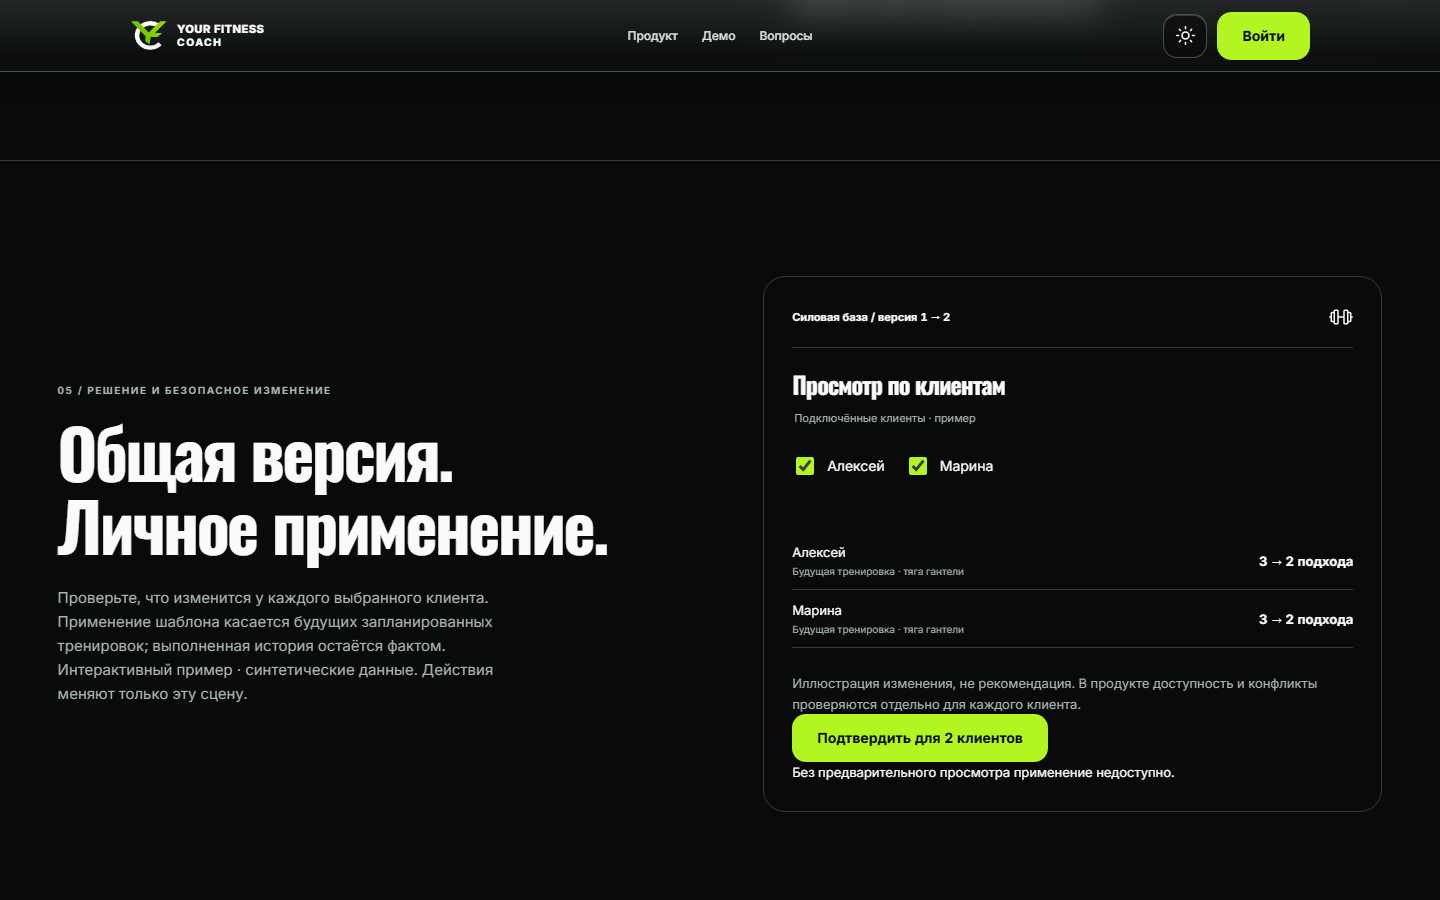 YOUR FITNESS
COACH
Продукт
Демо
Вопросы
Войти
05 / РЕШЕНИЕ И БЕЗОПАСНОЕ ИЗМЕНЕНИЕ
Общая версия.
Личное применение.
Проверьте, что изменится у каждого выбранного клиента.
Применение шаблона касается будущих запланированных
тренировок; выполненная история остаётся фактом.
Интерактивный пример · синтетические данные. Действия
меняют только эту сцену.
Силовая база / версия 1 → 2
Просмотр по клиентам
Подключённые клиенты · пример
Алексей
Марина
Алексей
Будущая тренировка · тяга гантели
3 → 2 подхода
Марина
Будущая тренировка · тяга гантели
3 → 2 подхода
Иллюстрация изменения, не рекомендация. В продукте доступность и конфликты
проверяются отдельно для каждого клиента.
Подтвердить для 2 клиентов
Без предварительного просмотра применение недоступно.